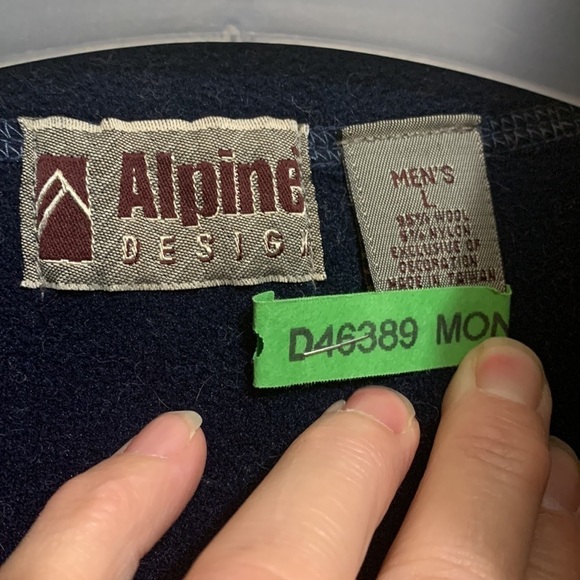 Alpine
DESIGN
MEN'S
L
95% WOOL
5% NYLON
EXCLUSIVE OF
DECORATION
MADE IN TAIWAN
D46389 MON